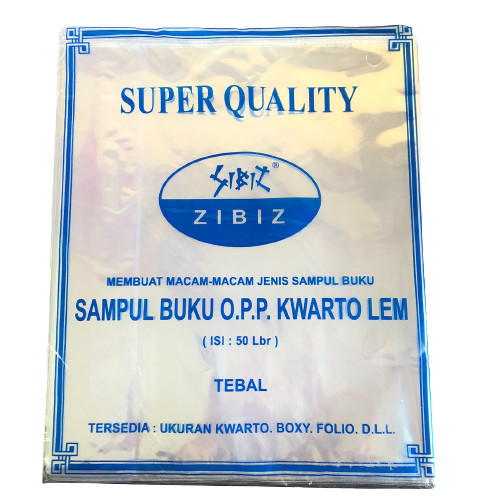 SUPER QUALITY
SIBIZ ®
ZIBIZ
MEMBUAT MACAM-MACAM JENIS SAMPUL BUKU
SAMPUL BUKU O.P.P. KWARTO LEM
( ISI : 50 Lbr )
TEBAL
TERSEDIA : UKURAN KWARTO. BOXY. FOLIO. D.L.L.